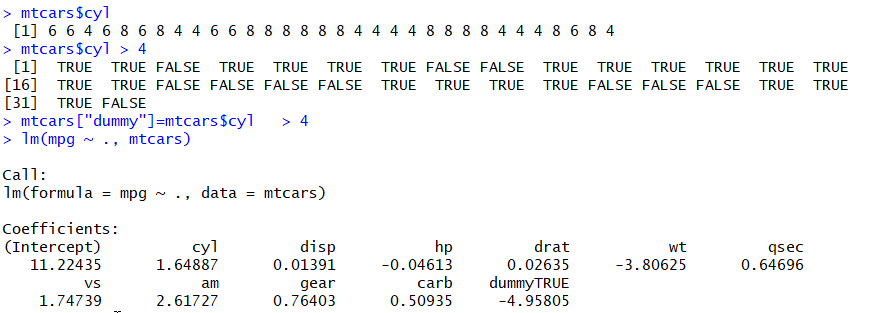 > mtcars$cyl
[1] 6 6 4 6 8 6 8 4 4 6 6 8 8 8 8 8 8 4 4 4 4 8 8 8 8 4 4 4 8 6 8 4
> mtcars$cyl > 4
[1] TRUE TRUE FALSE TRUE TRUE TRUE TRUE FALSE FALSE TRUE TRUE TRUE TRUE TRUE TRUE
[16] TRUE TRUE FALSE FALSE FALSE FALSE TRUE TRUE TRUE TRUE FALSE FALSE FALSE TRUE TRUE
[31] TRUE FALSE
> mtcars["dummy"]=mtcars$cyl > 4
> lm(mpg ~ ., mtcars)
Call:
lm(formula = mpg ~ ., data = mtcars)
Coefficients:
(Intercept) cyl disp hp drat wt qsec
11.22435 1.64887 0.01391 -0.04613 0.02635 -3.80625 0.64696
vs am gear carb dummyTRUE
1.74739 2.61727 0.76403 0.50935 -4.95805